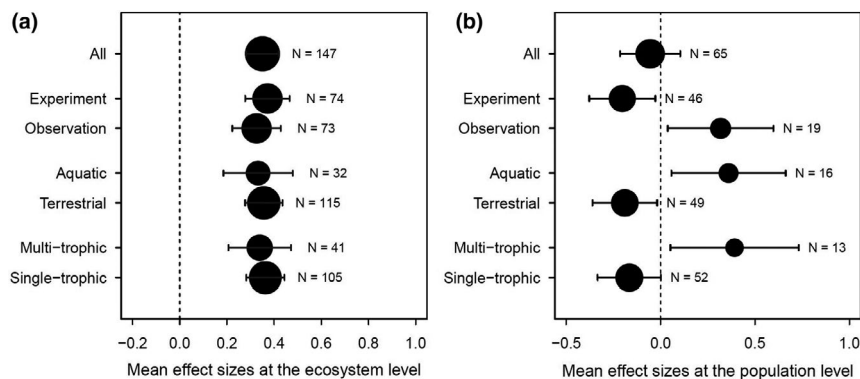 (a)
All
N = 147
Experiment
N = 74
Observation
N = 73
Aquatic
N = 32
Terrestrial
N = 115
Multi−trophic
N = 41
Single−trophic
N = 105
−0.2 0.0 0.2 0.4 0.6 0.8 1.0
Mean effect sizes at the ecosystem level
(b)
All
N = 65
Experiment
N = 46
Observation
N = 19
Aquatic
N = 16
Terrestrial
N = 49
Multi−trophic
N = 13
Single−trophic
N = 52
−0.5 0.0 0.5 1.0
Mean effect sizes at the population level